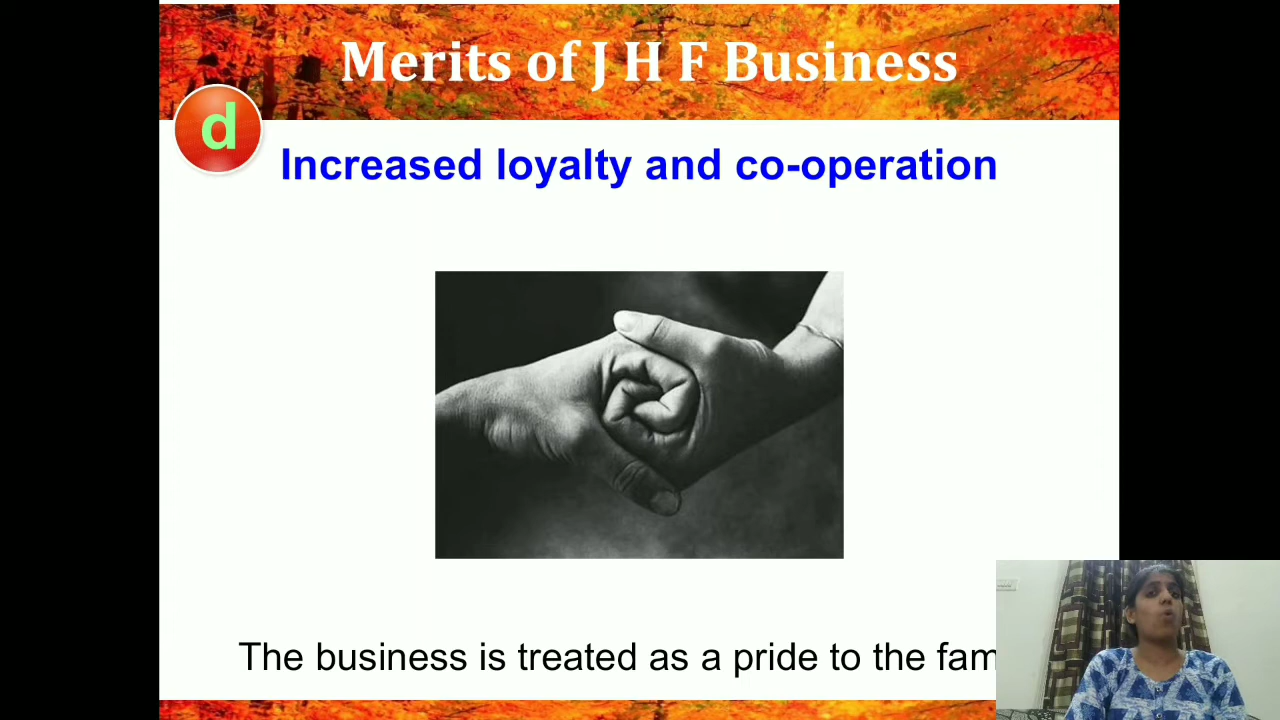 Merits of J H F Business
d
Increased loyalty and co-operation
The business is treated as a pride to the fam